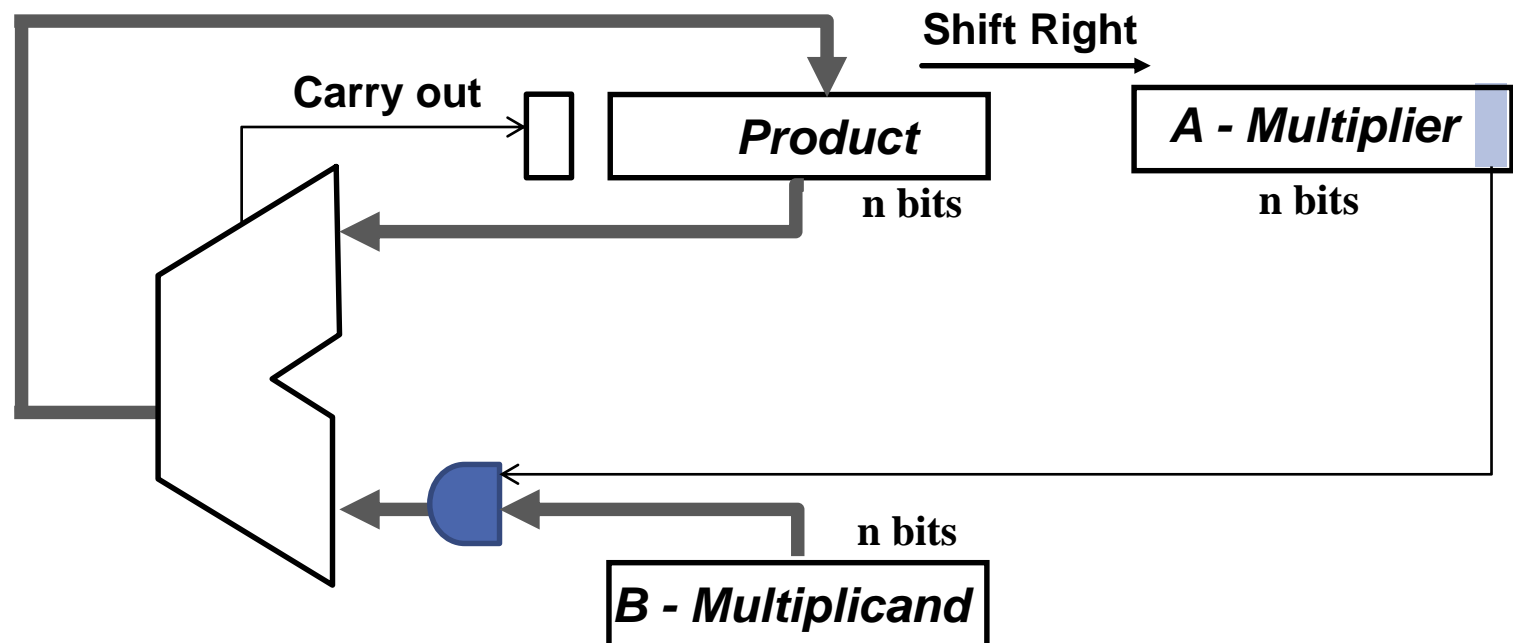 Shift Right
Carry out
Product
A - Multiplier
n bits
n bits
n bits
B - Multiplicand